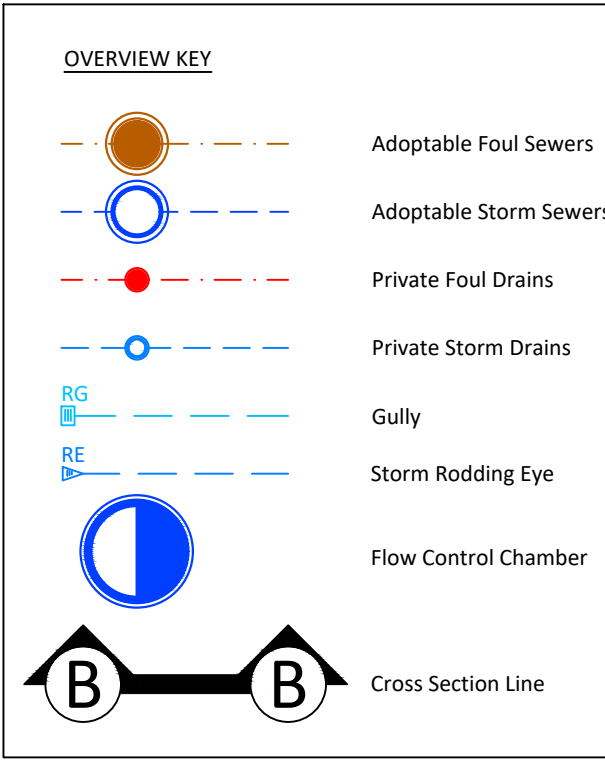 OVERVIEW KEY
Adoptable Foul Sewers
Adoptable Storm Sewers
Private Foul Drains
Private Storm Drains
RG
Gully
RE
Storm Rodding Eye
Flow Control Chamber
B B Cross Section Line